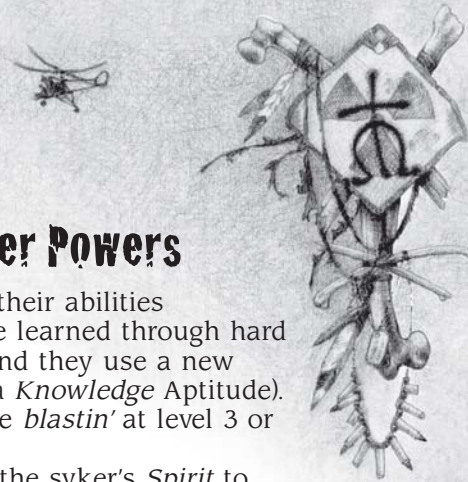 er Powers
their abilities
e learned through hard
nd they use a new
a Knowledge Aptitude).
e blastin' at level 3 or
the syker's Spirit to
Ω